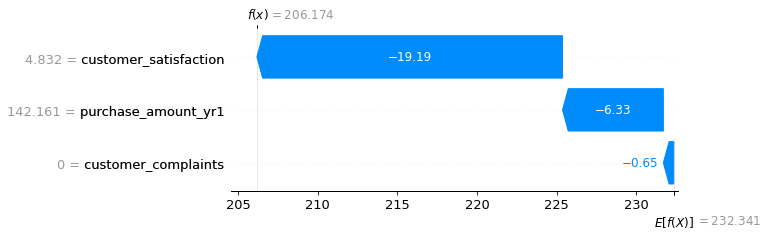 f(x) = 206.174
4.832 = customer_satisfaction
−19.19
142.161 = purchase_amount_yr1
−6.33
0 = customer_complaints
−0.65
205 210 215 220 225 230
E[f(X)] = 232.341